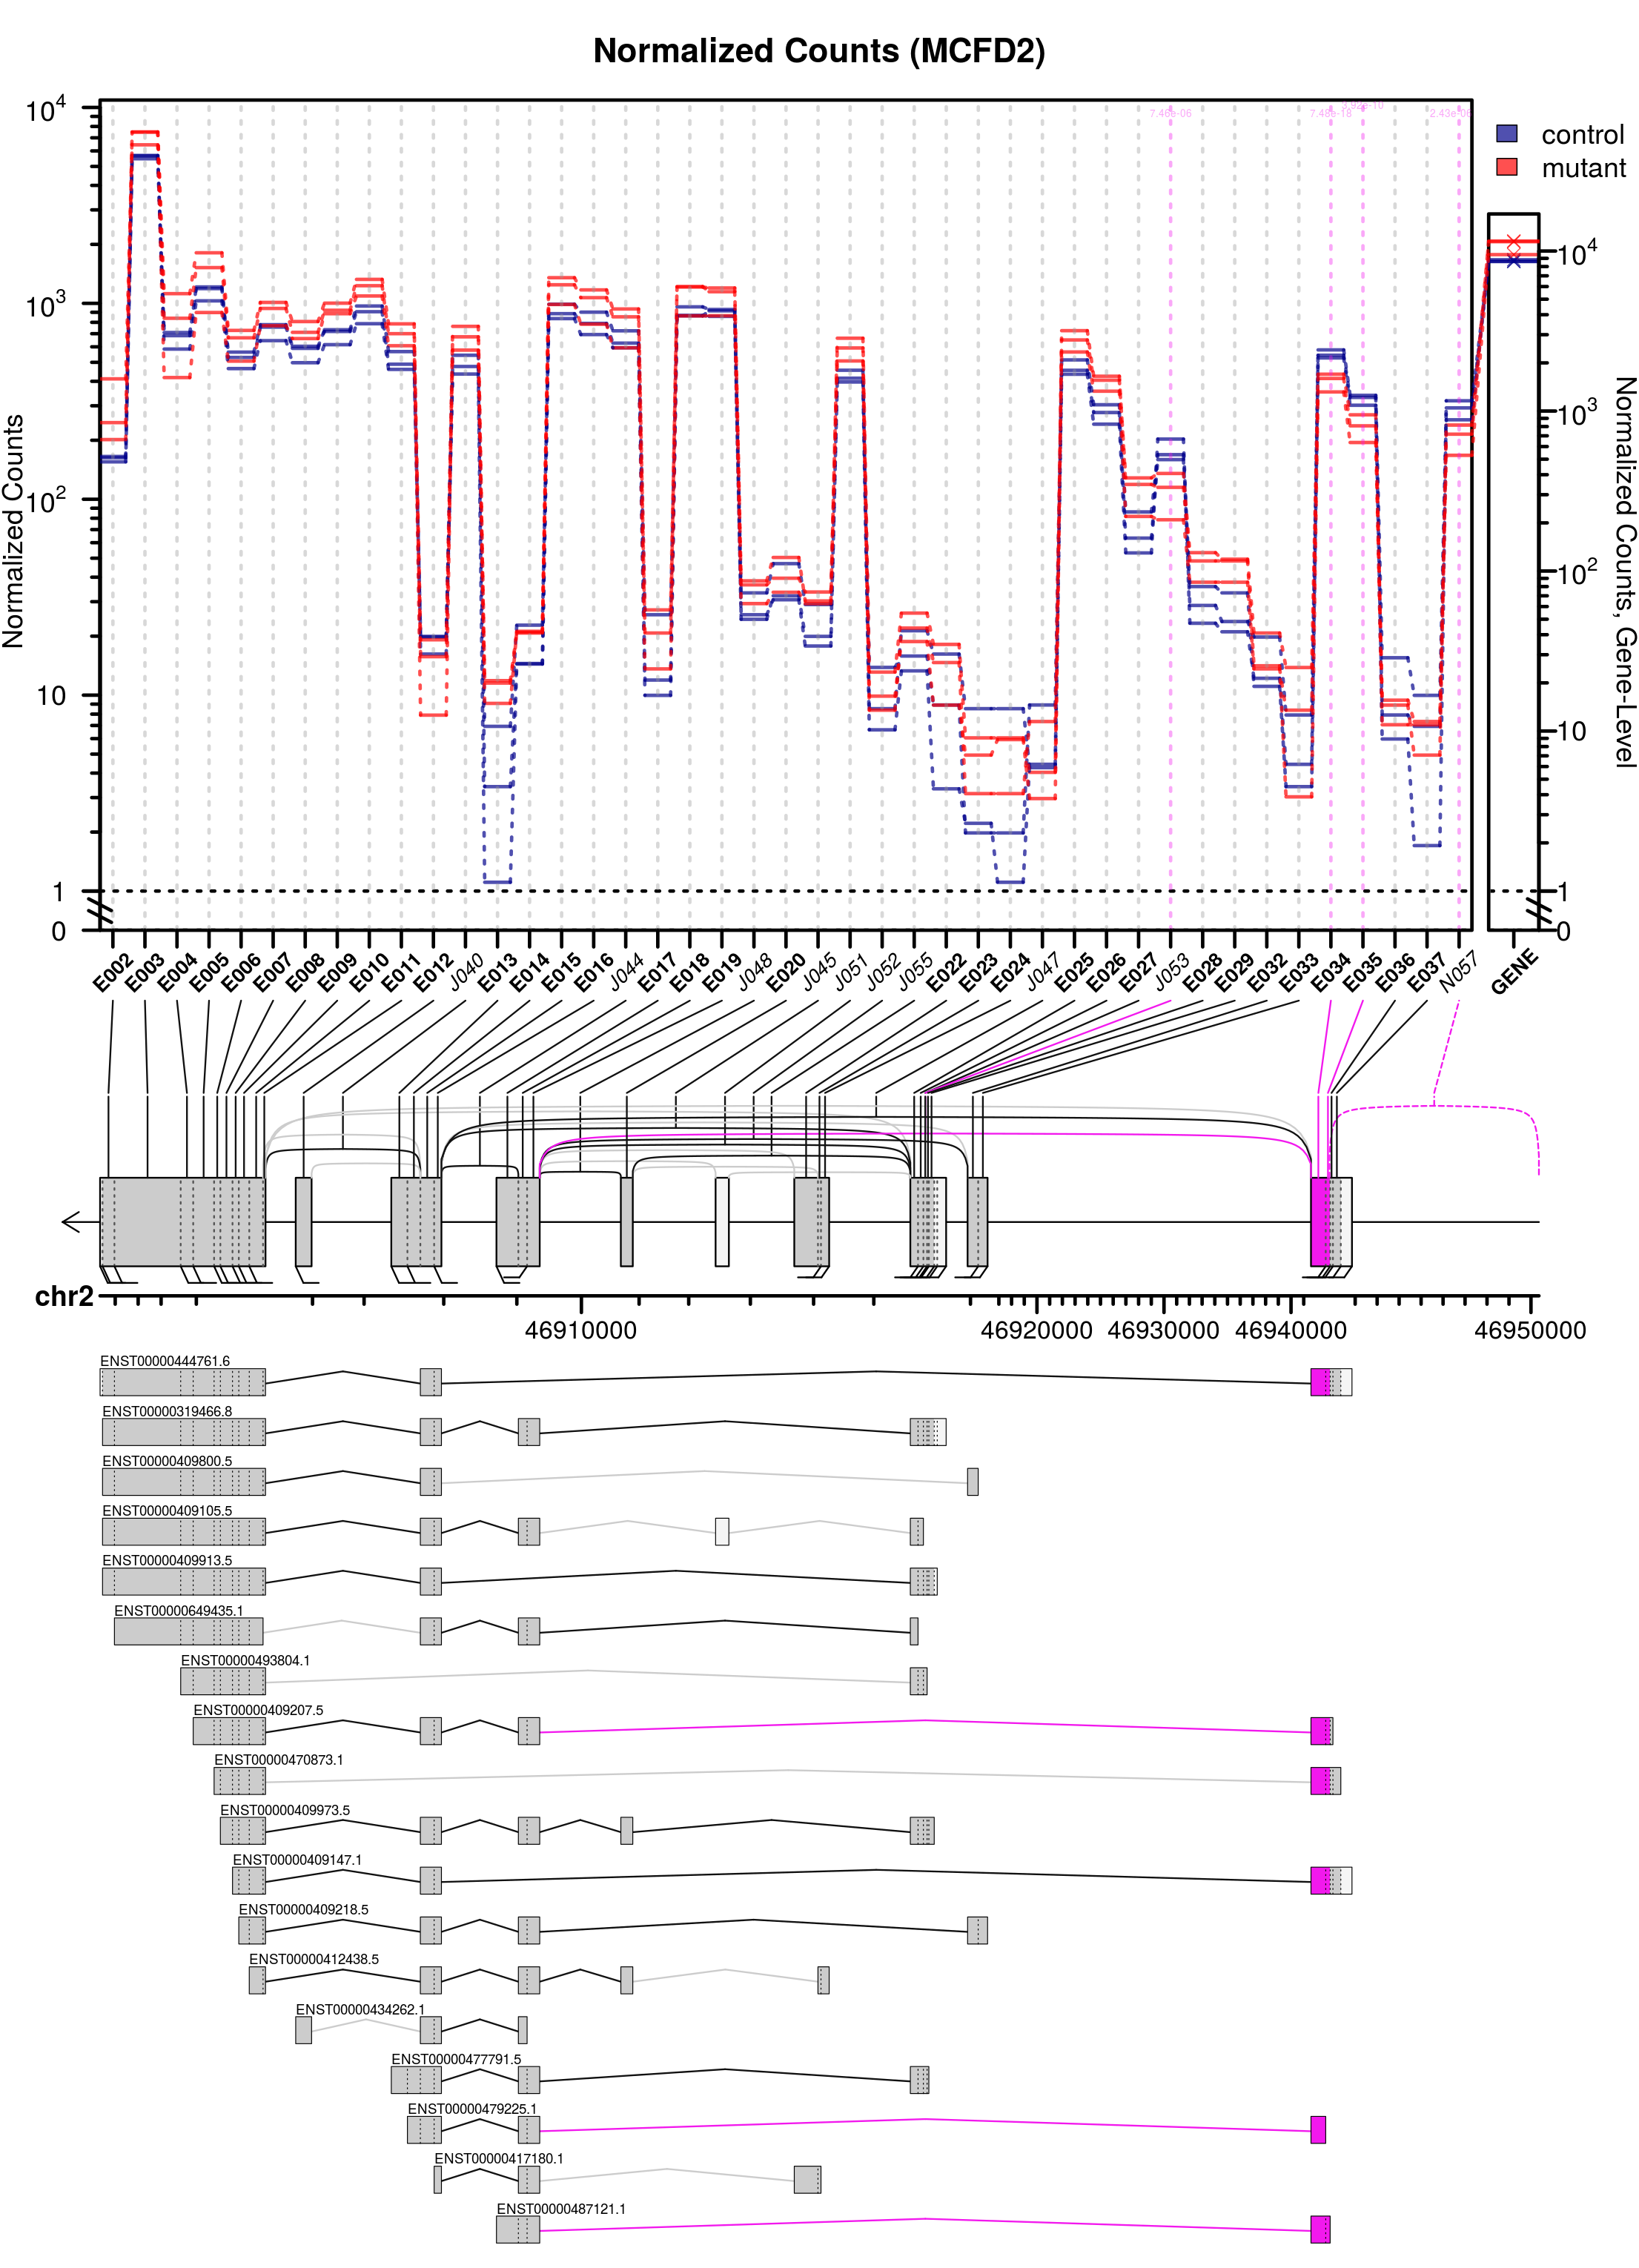 Normalized Counts (MCFD2)
10^4
10^3
10^2
10
1
0
Normalized Counts
7.46e-06
7.48e-18
2.43e-06
control
mutant
10^4
10^3
10^2
10
1
0
Normalized Counts, Gene-Level
E002 E003 E004 E005 E006 E007 E008 E009 E010 E011 E012 J040 E013 E014 E015 E016 J044 E017 E018 E019 J048 E020 J045 J051 J052 J055 E022 E023 E024 J047 E025 E026 E027 J053 E028 E029 E032 E033 E034 E035 E036 E037 N057 GENE
chr2
46910000 46920000 46930000 46940000 46950000
ENST00000444761.6
ENST00000319466.8
ENST00000409800.5
ENST00000409105.5
ENST00000409913.5
ENST00000649435.1
ENST00000493804.1
ENST00000409207.5
ENST00000470873.1
ENST00000409973.5
ENST00000409147.1
ENST00000409218.5
ENST00000412438.5
ENST00000434262.1
ENST00000477791.5
ENST00000479225.1
ENST00000417180.1
ENST00000487121.1